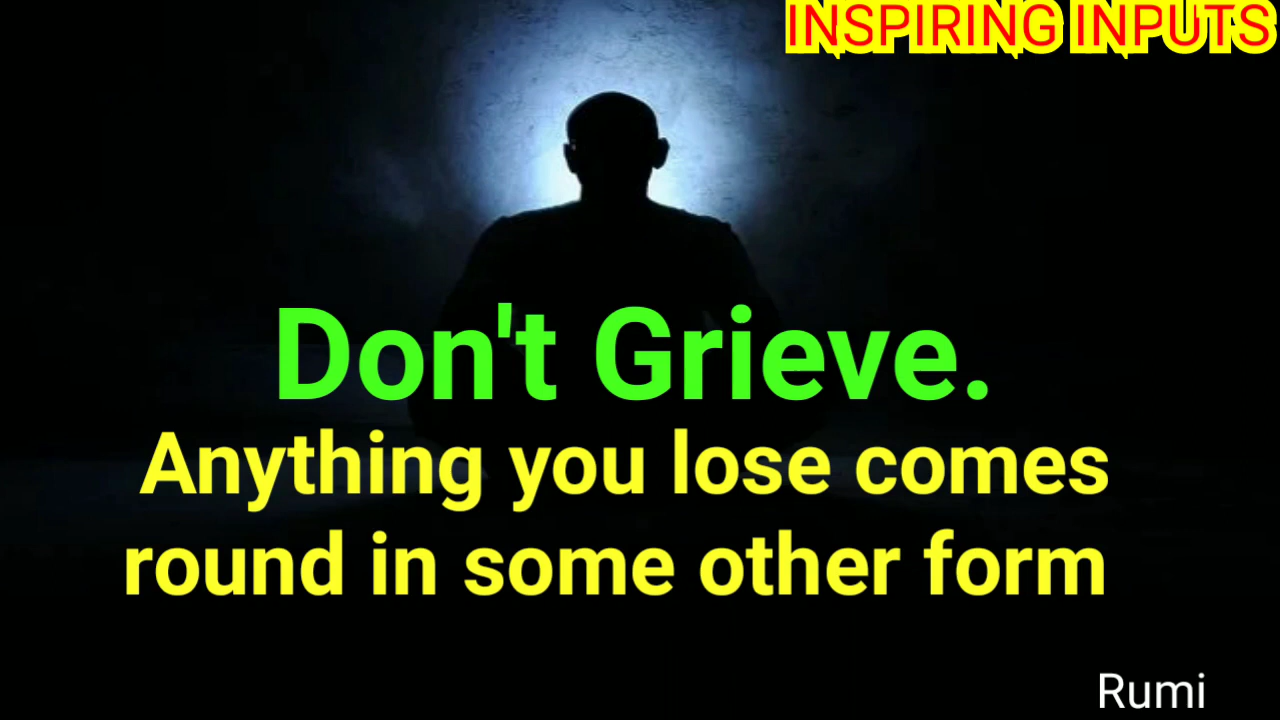 INSPIRING INPUTS
Don't Grieve.
Anything you lose comes
round in some other form
Rumi